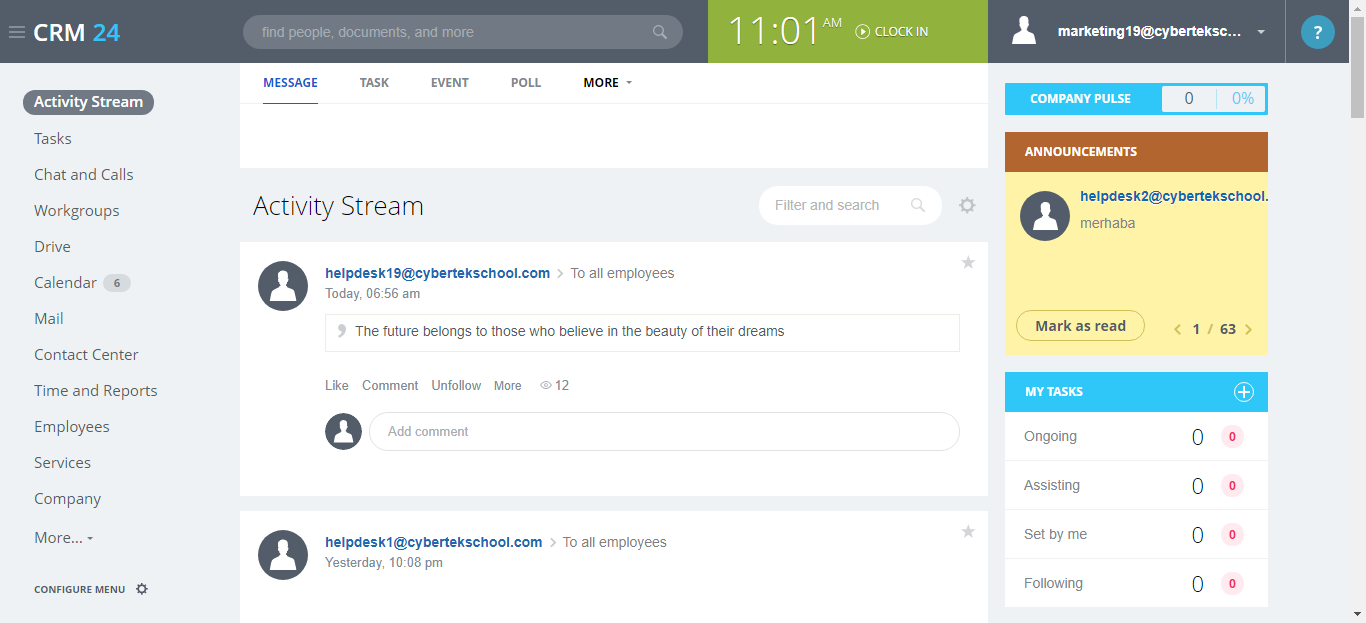 CRM 24
find people, documents, and more
11:01 AM CLOCK IN
marketing19@cyberteksc...
?
MESSAGE TASK EVENT POLL MORE
Activity Stream
Tasks
Chat and Calls
Workgroups
Drive
Calendar 6
Mail
Contact Center
Time and Reports
Employees
Services
Company
More...
CONFIGURE MENU
Activity Stream
Filter and search
helpdesk19@cybertekschool.com > To all employees
Today, 06:56 am
The future belongs to those who believe in the beauty of their dreams
Like Comment Unfollow More 12
Add comment
helpdesk1@cybertekschool.com > To all employees
Yesterday, 10:08 pm
COMPANY PULSE 0 0%
ANNOUNCEMENTS
helpdesk2@cybertekschool.
merhaba
Mark as read < 1 / 63 >
MY TASKS
Ongoing 0 0
Assisting 0 0
Set by me 0 0
Following 0 0